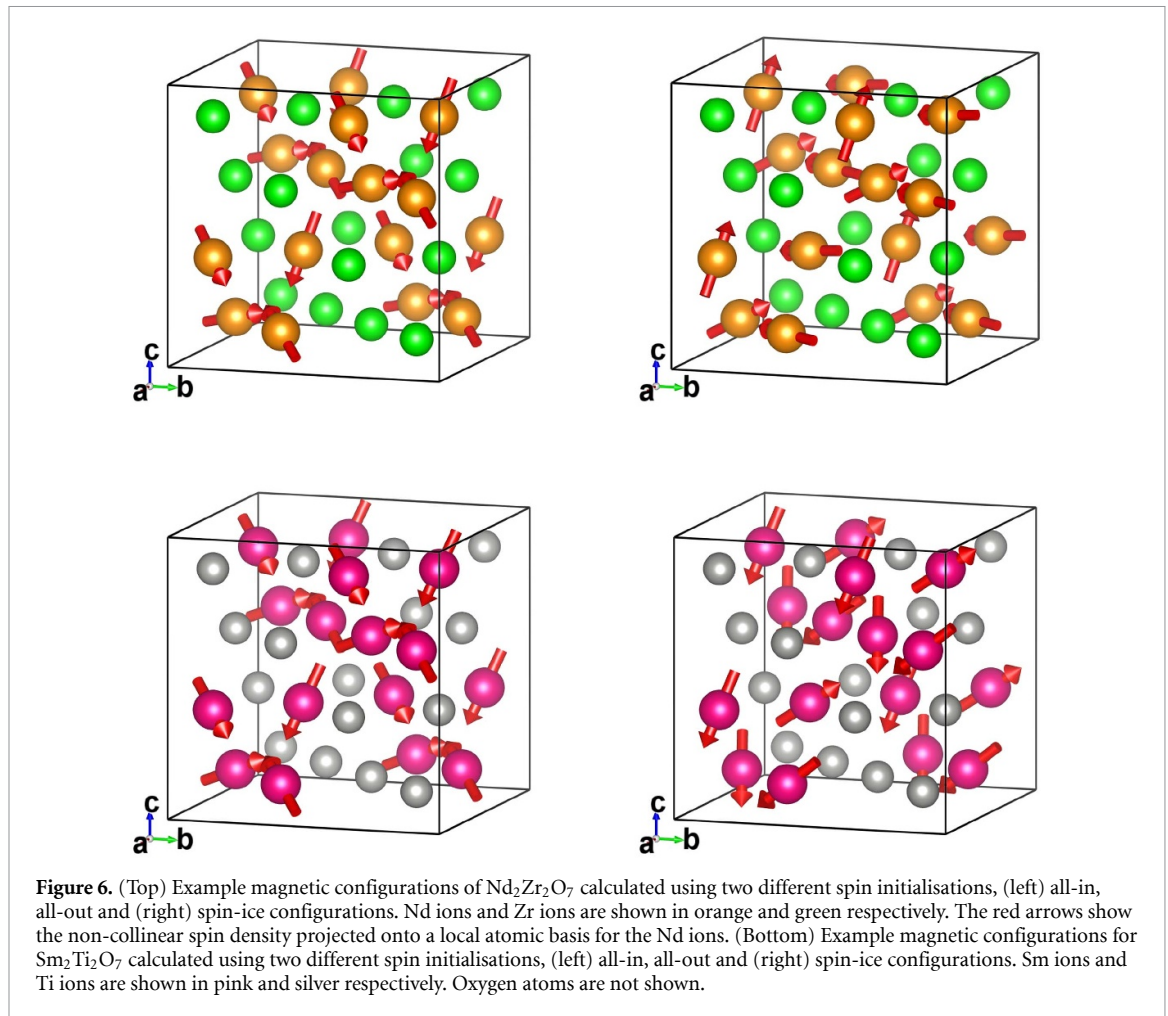 c
a b
c
a b
c
a b
c
a b
Figure 6. (Top) Example magnetic configurations of Nd₂Zr₂O₇ calculated using two different spin initialisations, (left) all-in,
all-out and (right) spin-ice configurations. Nd ions and Zr ions are shown in orange and green respectively. The red arrows show
the non-collinear spin density projected onto a local atomic basis for the Nd ions. (Bottom) Example magnetic configurations for
Sm₂Ti₂O₇ calculated using two different spin initialisations, (left) all-in, all-out and (right) spin-ice configurations. Sm ions and
Ti ions are shown in pink and silver respectively. Oxygen atoms are not shown.